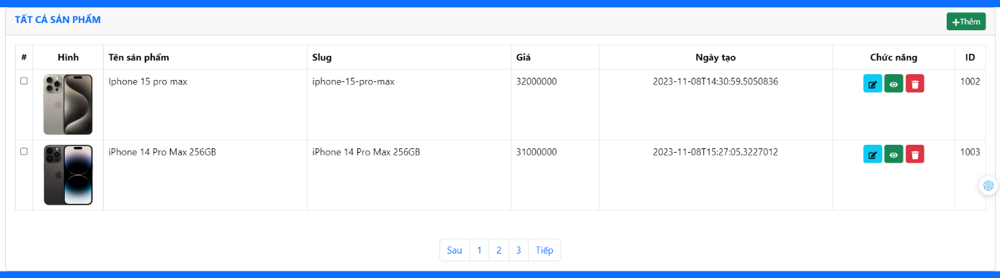 TẤT CẢ SẢN PHẨM
Thêm
# Hình Tên sản phẩm Slug Giá Ngày tạo Chức năng ID
Iphone 15 pro max iphone-15-pro-max 32000000 2023-11-08T14:30:59.5050836 1002
iPhone 14 Pro Max 256GB iPhone 14 Pro Max 256GB 31000000 2023-11-08T15:27:05.3227012 1003
Sau 1 2 3 Tiếp